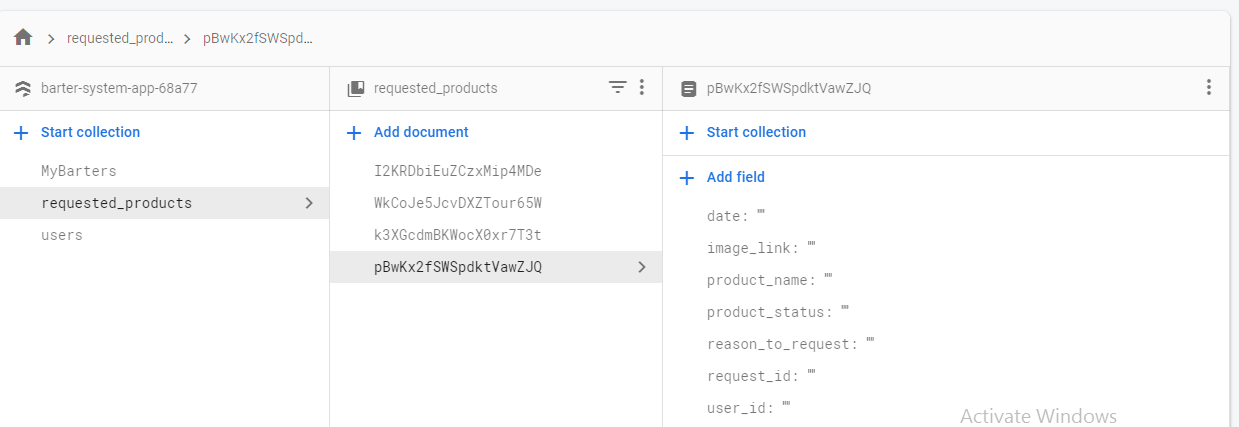 requested_prod... pBwKx2fSWSpd...
barter-system-app-68a77
Start collection
MyBarters
requested_products
users
requested_products
Add document
I2KRDbiEuZCzxMip4MDe
WkCoJe5JcvDXZTour65W
k3XGcdmBKWocX0xr7T3t
pBwKx2fSWSpdktVawZJQ
pBwKx2fSWSpdktVawZJQ
Start collection
Add field
date: ""
image_link: ""
product_name: ""
product_status: ""
reason_to_request: ""
request_id: ""
user_id: ""
Activate Windows